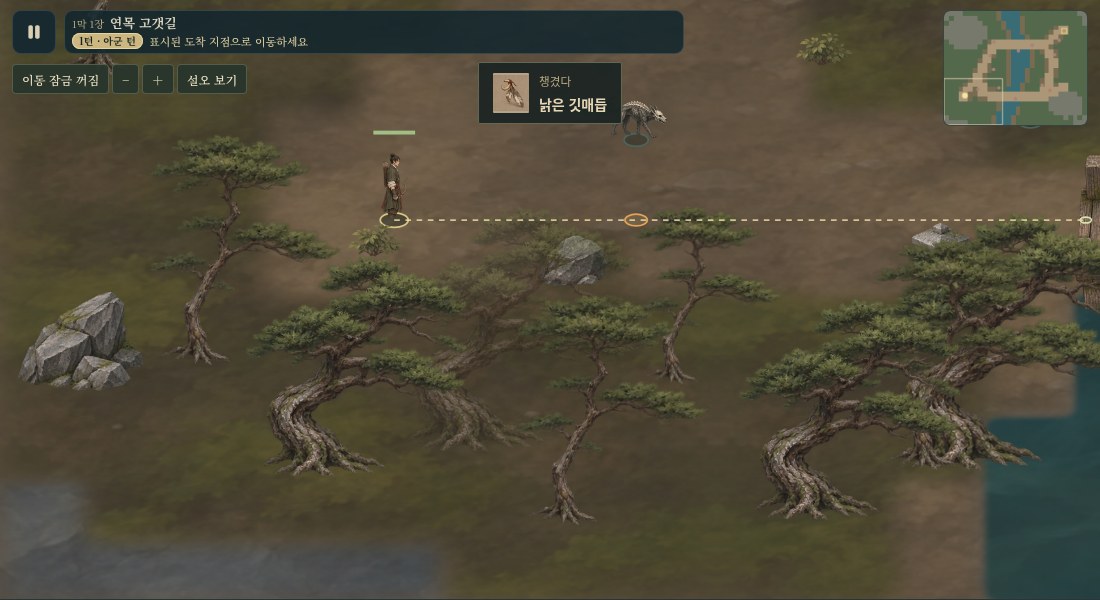 1막 1장 연목 고갯길
1턴 · 아군 턴 표시된 도착 지점으로 이동하세요
이동 잠금 꺼짐 − + 설오 보기
챙겼다
낡은 깃매듭